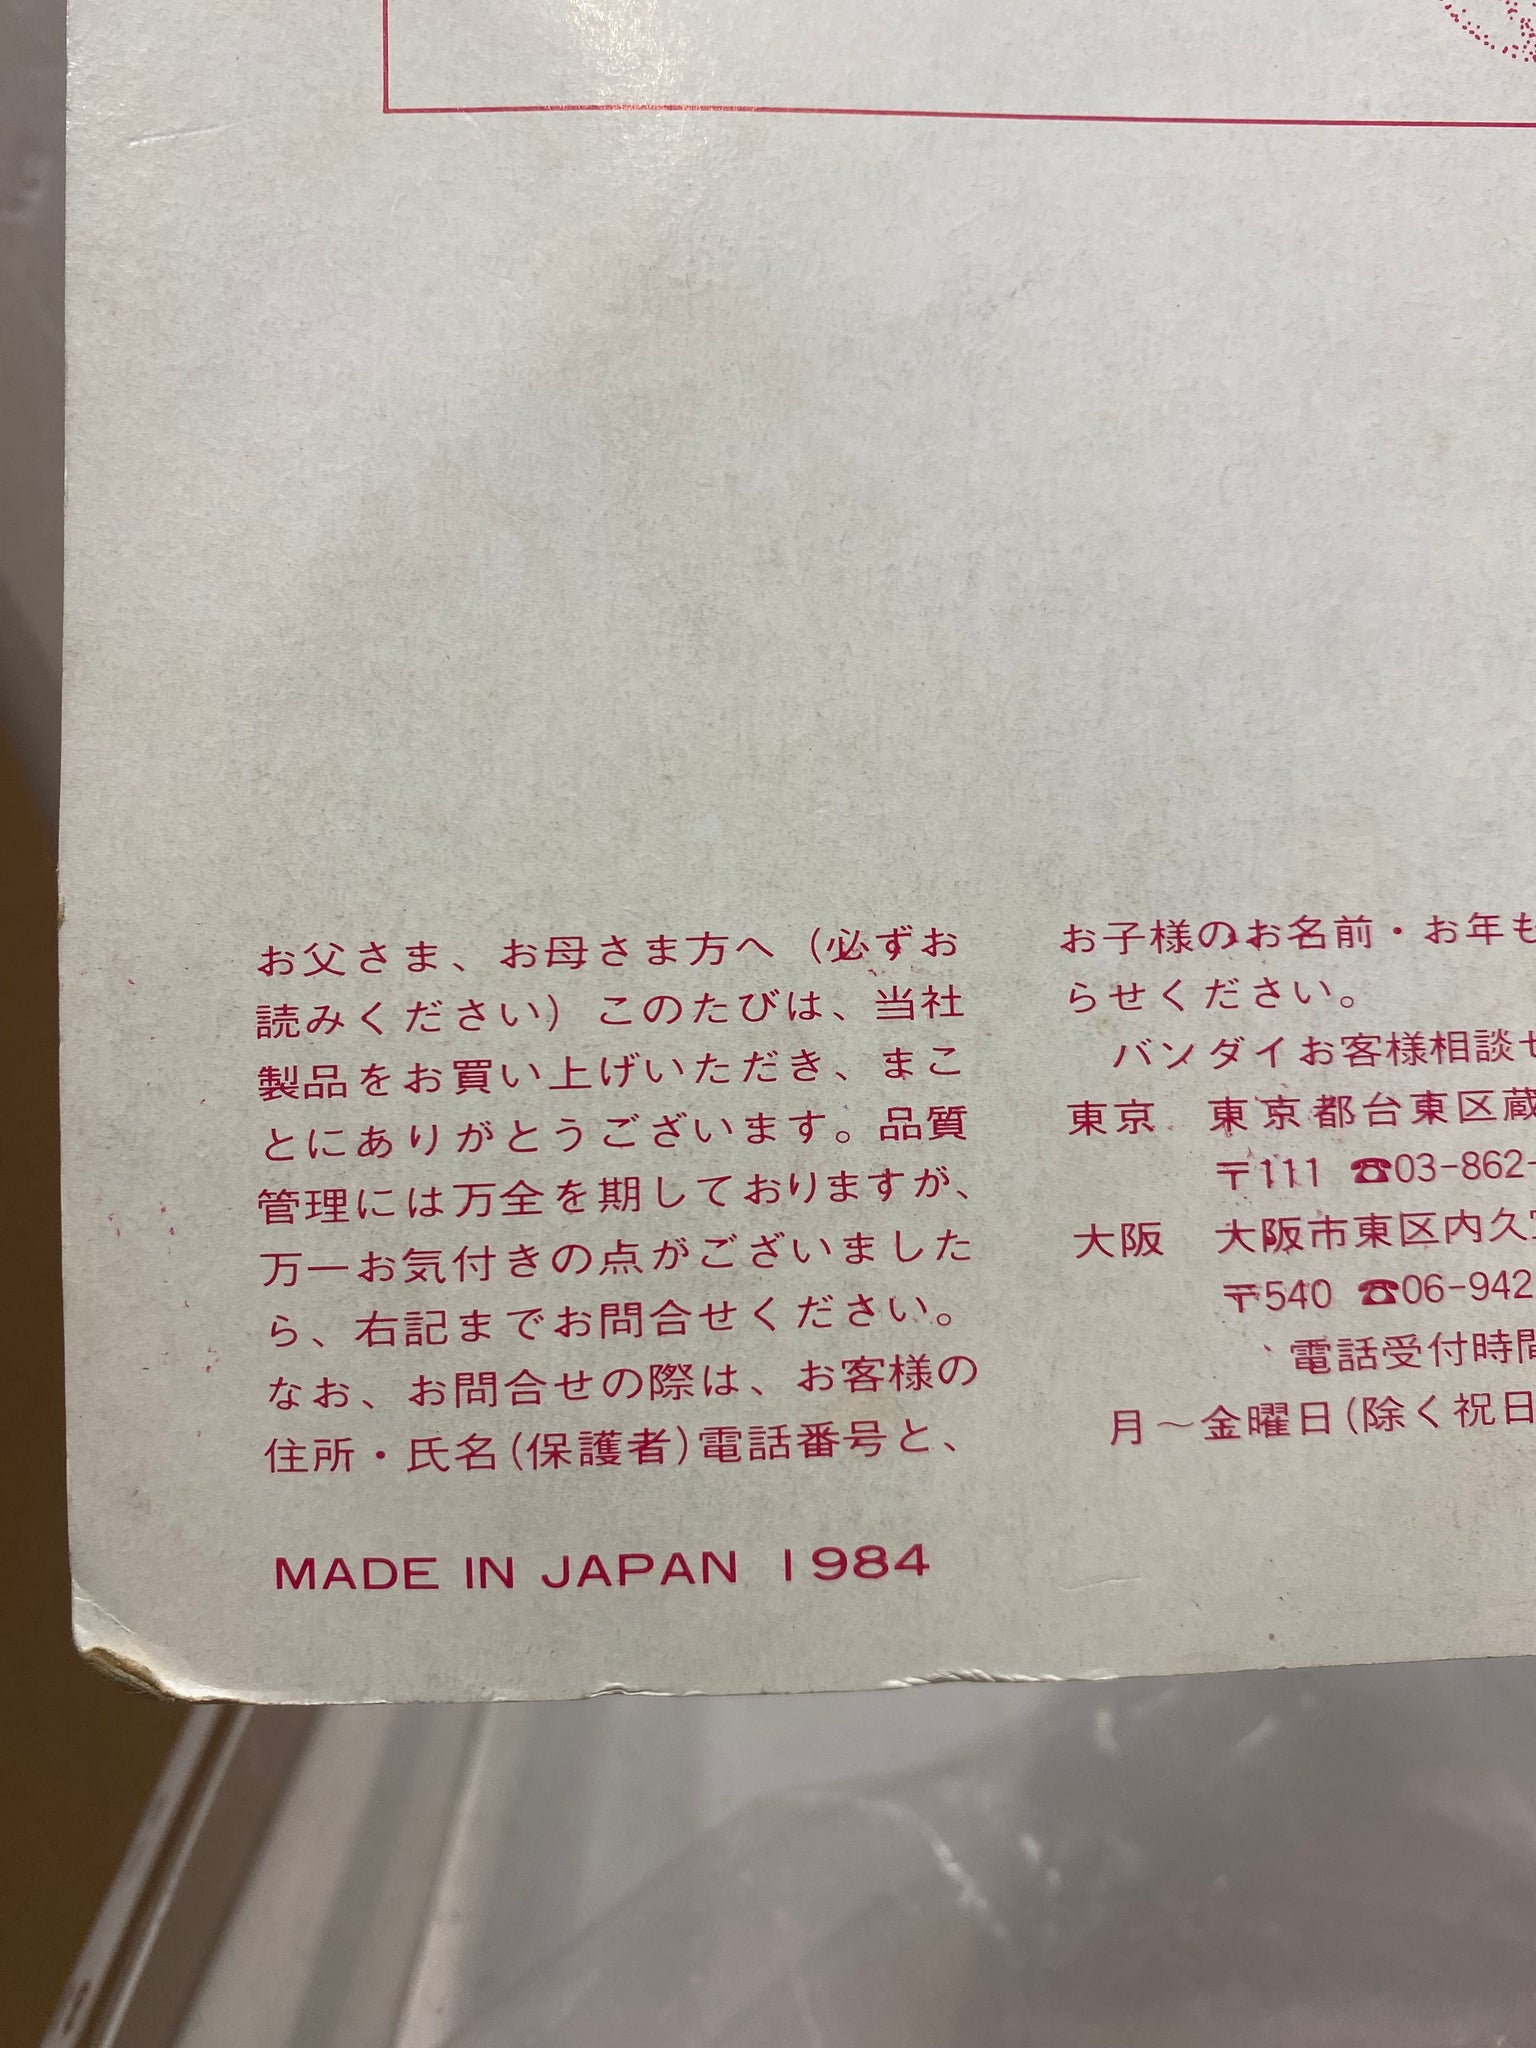 お父さま、お母さま方へ（必ずお
読みください）このたびは、当社
製品をお買い上げいただき、まこ
とにありがとうございます。品質
管理には万全を期しておりますが、
万一お気付きの点がございました
ら、右記までお問合せください。
なお、お問合せの際は、お客様の
住所・氏名(保護者)電話番号と、
お子様のお名前・お年も
らせください。
バンダイお客様相談セ
東京 東京都台東区蔵
〒111 ☎03-862-
大阪 大阪市東区内久宝
〒540 ☎06-942
電話受付時間
月～金曜日(除く祝日
MADE IN JAPAN 1984